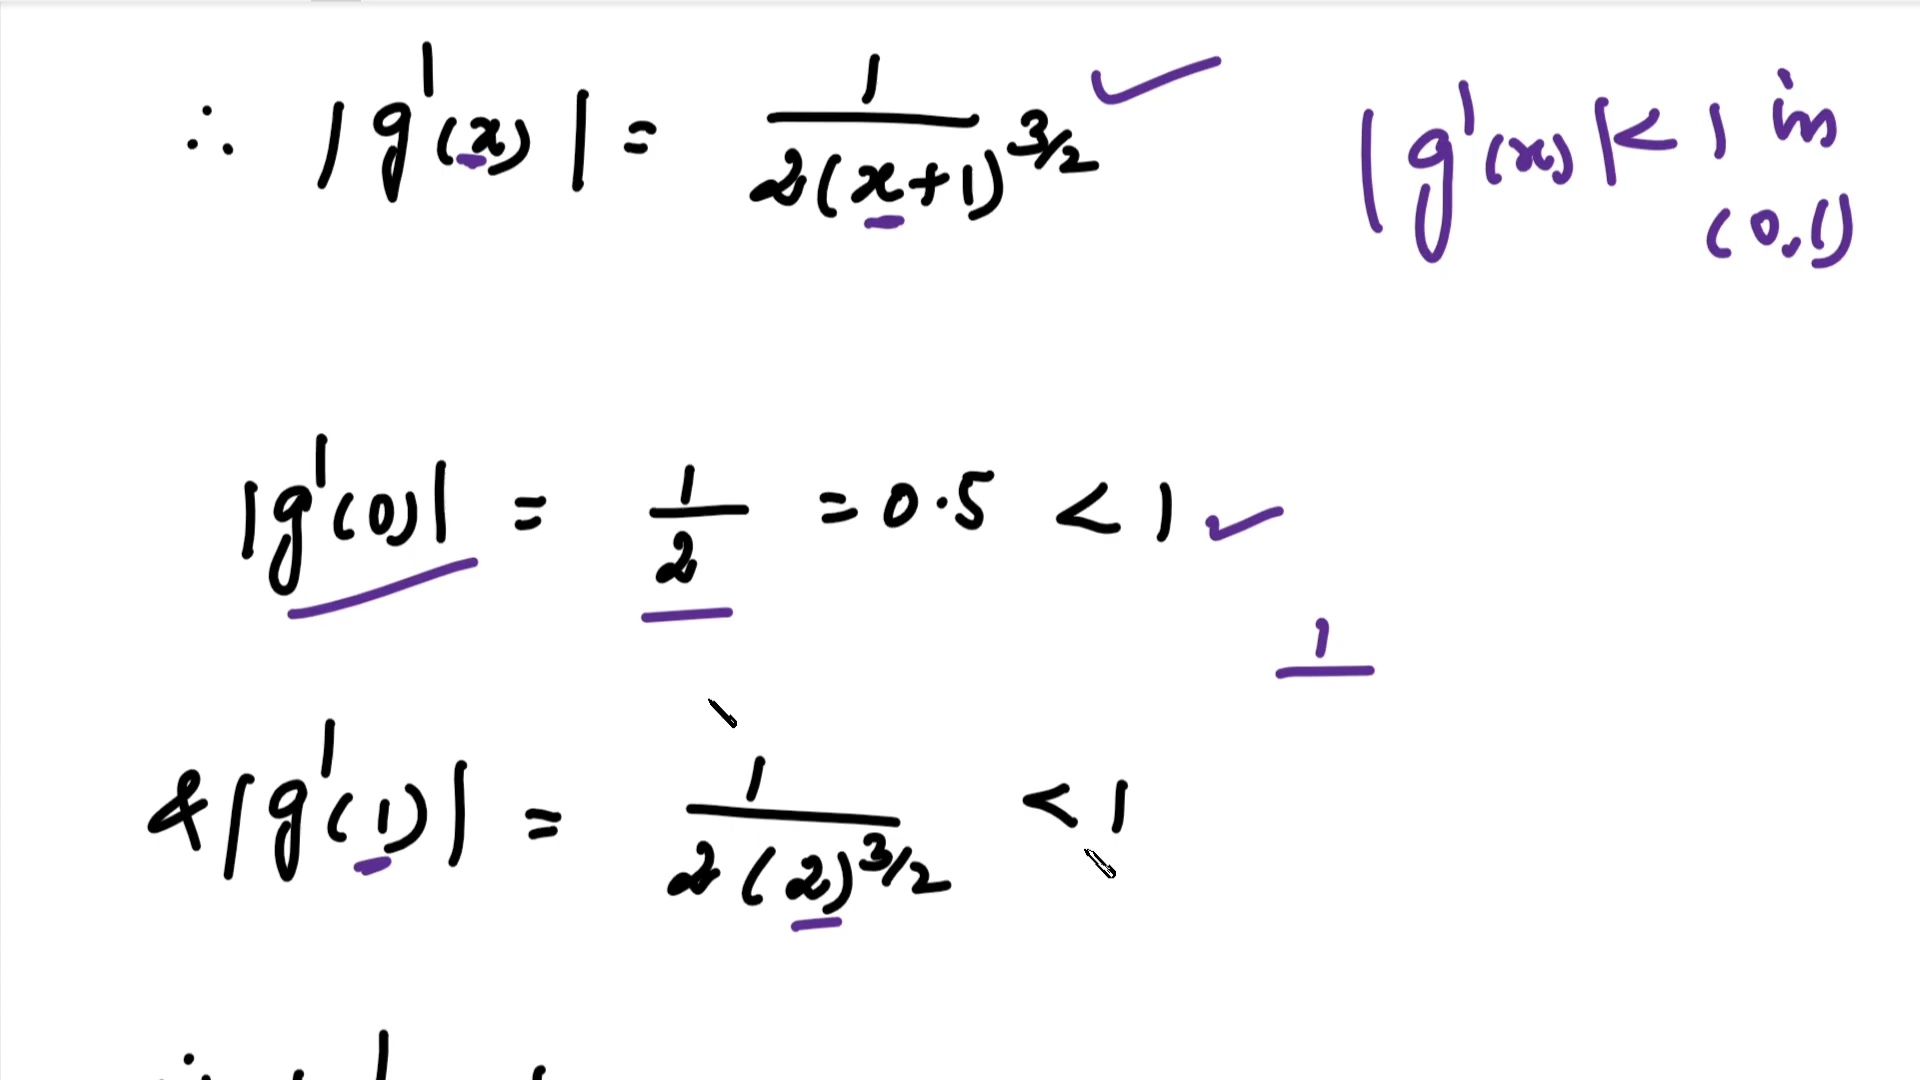 ∴ |g'(x)| = 1/2(x+1)^3/2
|g'(x)| < 1 in
(0,1)
|g'(0)| = 1/2 = 0.5 < 1
1
& |g'(1)| = 1/2(2)^3/2 < 1